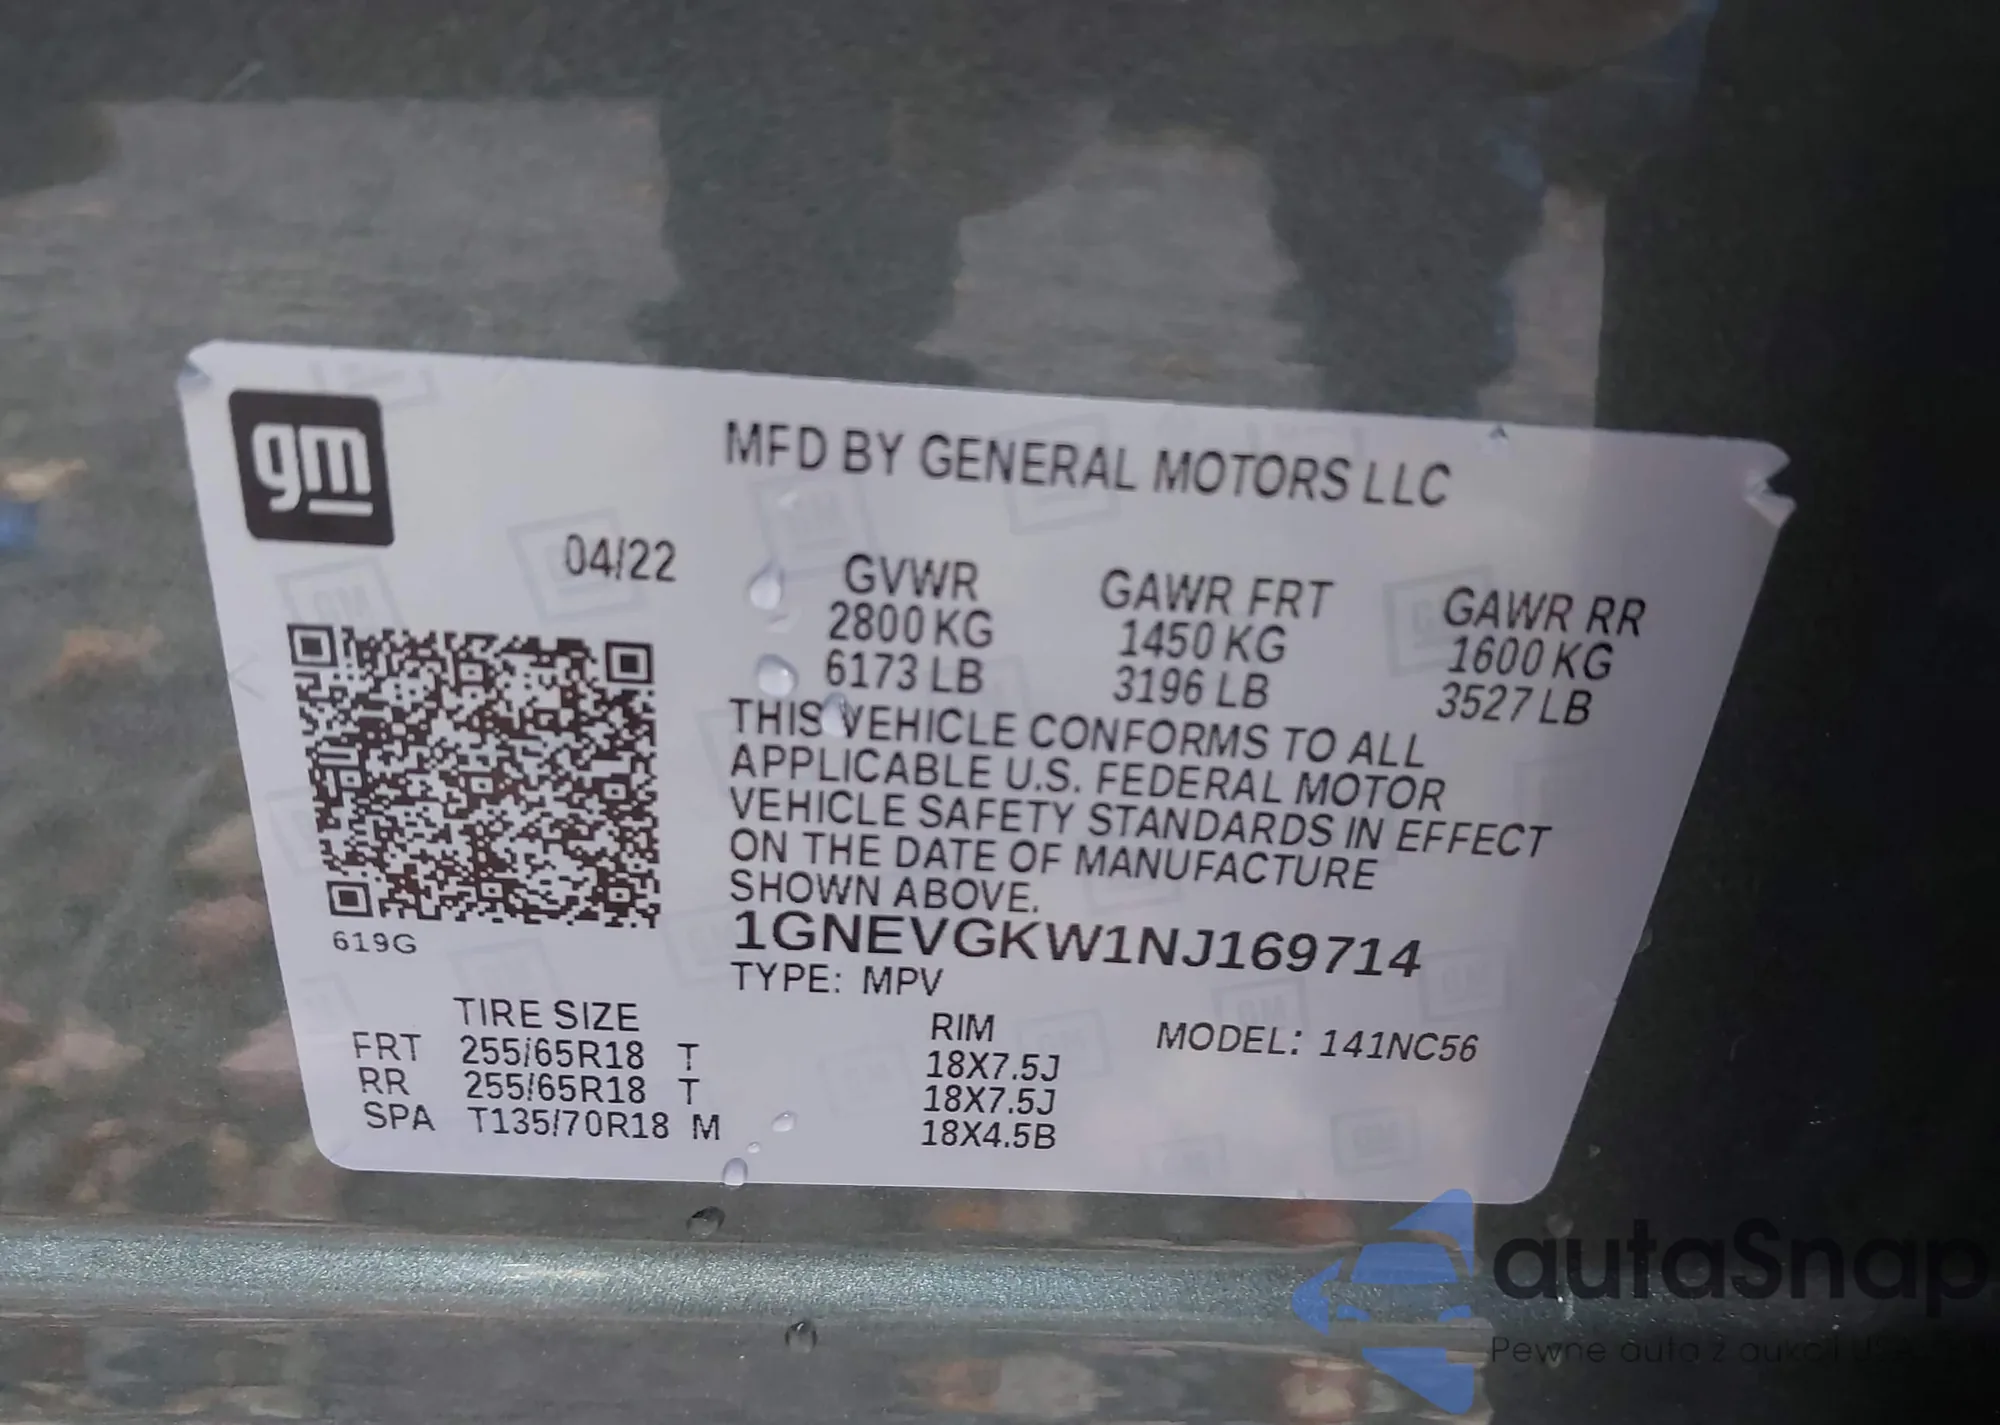 gm
MFD BY GENERAL MOTORS LLC
04/22
GVWR GAWR FRT GAWR RR
2800 KG 1450 KG 1600 KG
6173 LB 3196 LB 3527 LB
THIS VEHICLE CONFORMS TO ALL
APPLICABLE U.S. FEDERAL MOTOR
VEHICLE SAFETY STANDARDS IN EFFECT
ON THE DATE OF MANUFACTURE
SHOWN ABOVE.
619G
1GNEVGKW1NJ169714
TYPE: MPV
TIRE SIZE RIM MODEL: 141NC56
FRT 255/65R18 T 18X7.5J
RR 255/65R18 T 18X7.5J
SPA T135/70R18 M 18X4.5B
autaSnap
Pewne auta z aukcji